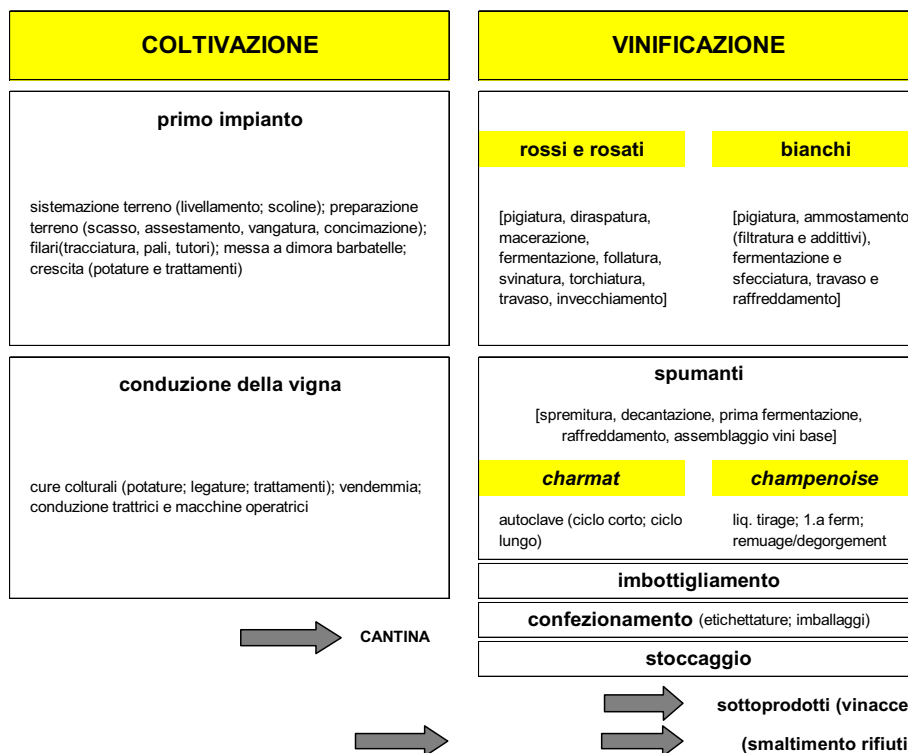 COLTIVAZIONE
primo impianto
sistemazione terreno (livellamento; scoline); preparazione
terreno (scasso, assestamento, vangatura, concimazione);
filari(tracciatura, pali, tutori); messa a dimora barbatelle;
crescita (potature e trattamenti)
conduzione della vigna
cure colturali (potature; legature; trattamenti); vendemmia;
conduzione trattrici e macchine operatrici
CANTINA
VINIFICAZIONE
rossi e rosati
[pigiatura, diraspatura,
macerazione,
fermentazione, follatura,
svinatura, torchiatura,
travaso, invecchiamento]
bianchi
[pigiatura, ammostamento
(filtratura e addittivi),
fermentazione e
sfecciatura, travaso e
raffreddamento]
spumanti
[spremitura, decantazione, prima fermentazione,
raffreddamento, assemblaggio vini base]
charmat
autoclave (ciclo corto; ciclo
lungo)
champenoise
liq. tirage; 1.a ferm;
remuage/degorgement
imbottigliamento
confezionamento (etichettature; imballaggi)
stoccaggio
sottoprodotti (vinacce
(smaltimento rifiuti